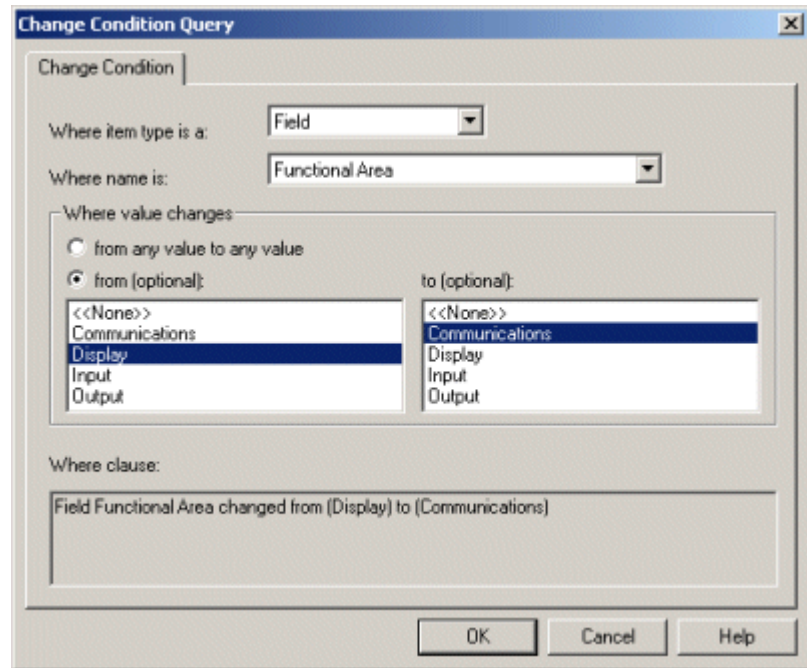 Change Condition Query
Change Condition
Where item type is a: Field
Where name is: Functional Area
Where value changes
from any value to any value
from (optional): to (optional):
<<None>> <<None>>
Communications Communications
Display Display
Input Input
Output Output
Where clause:
Field Functional Area changed from (Display) to (Communications)
OK Cancel Help